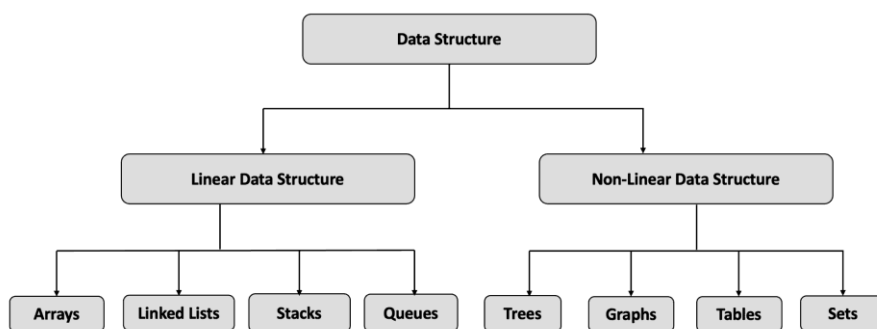 Data Structure
Linear Data Structure
Non-Linear Data Structure
Arrays
Linked Lists
Stacks
Queues
Trees
Graphs
Tables
Sets